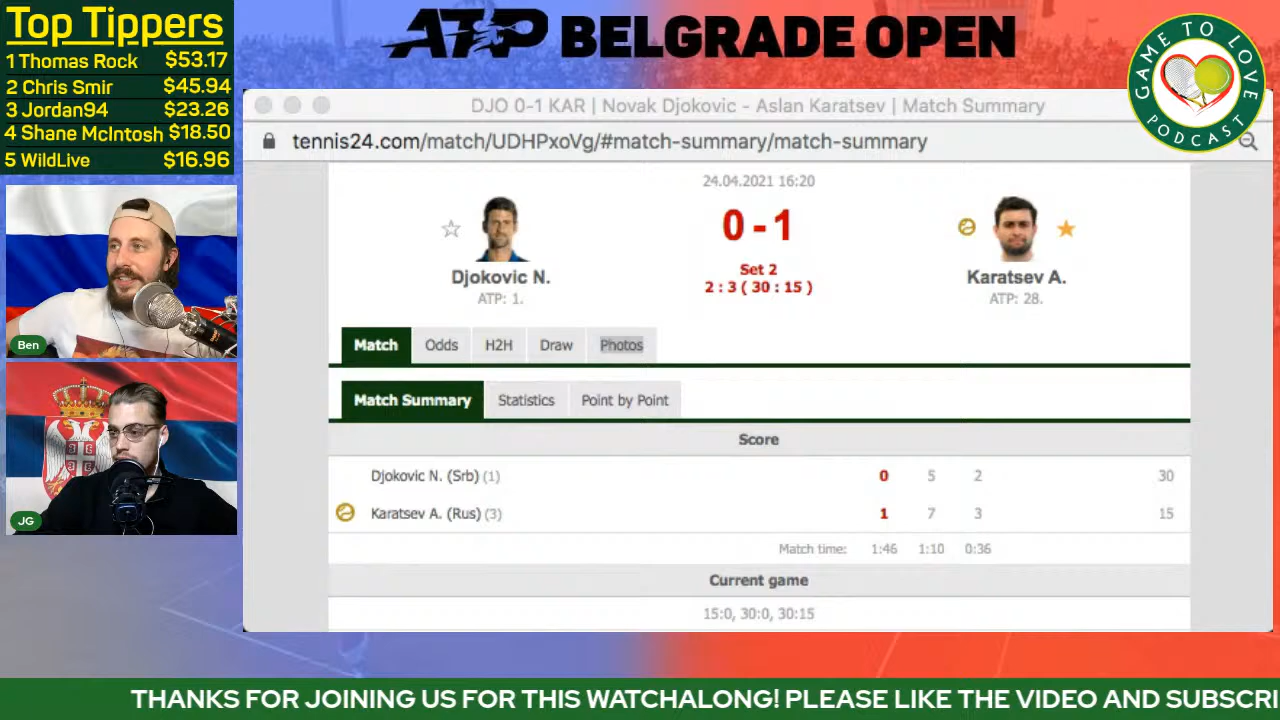 Top Tippers
1 Thomas Rock $53.17
2 Chris Smir $45.94
3 Jordan94 $23.26
4 Shane McIntosh $18.50
5 WildLive $16.96
Ben
JG
ATP BELGRADE OPEN
GAME TO LOVE
PODCAST
DJO 0-1 KAR | Novak Djokovic - Aslan Karatsev | Match Summary
tennis24.com/match/UDHPxoVg/#match-summary/match-summary
24.04.2021 16:20
0 - 1
Set 2
2 : 3 ( 30 : 15 )
Djokovic N.
ATP: 1.
Karatsev A.
ATP: 28.
Match Odds H2H Draw Photos
Match Summary Statistics Point by Point
Score
Djokovic N. (Srb) (1) 0 5 2 30
Karatsev A. (Rus) (3) 1 7 3 15
Match time: 1:46 1:10 0:36
Current game
15:0, 30:0, 30:15
THANKS FOR JOINING US FOR THIS WATCHALONG! PLEASE LIKE THE VIDEO AND SUBSCRI